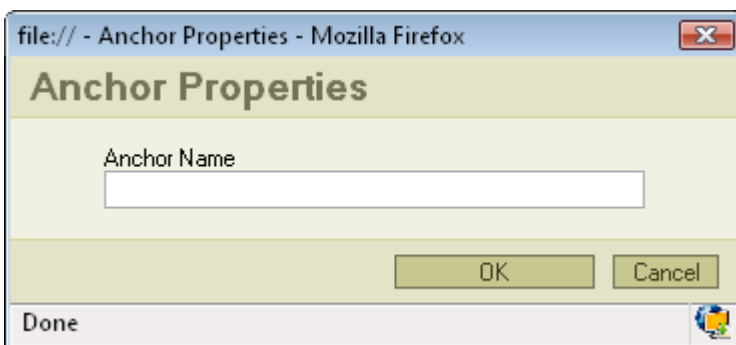 file:// - Anchor Properties - Mozilla Firefox
Anchor Properties
Anchor Name
OK Cancel
Done